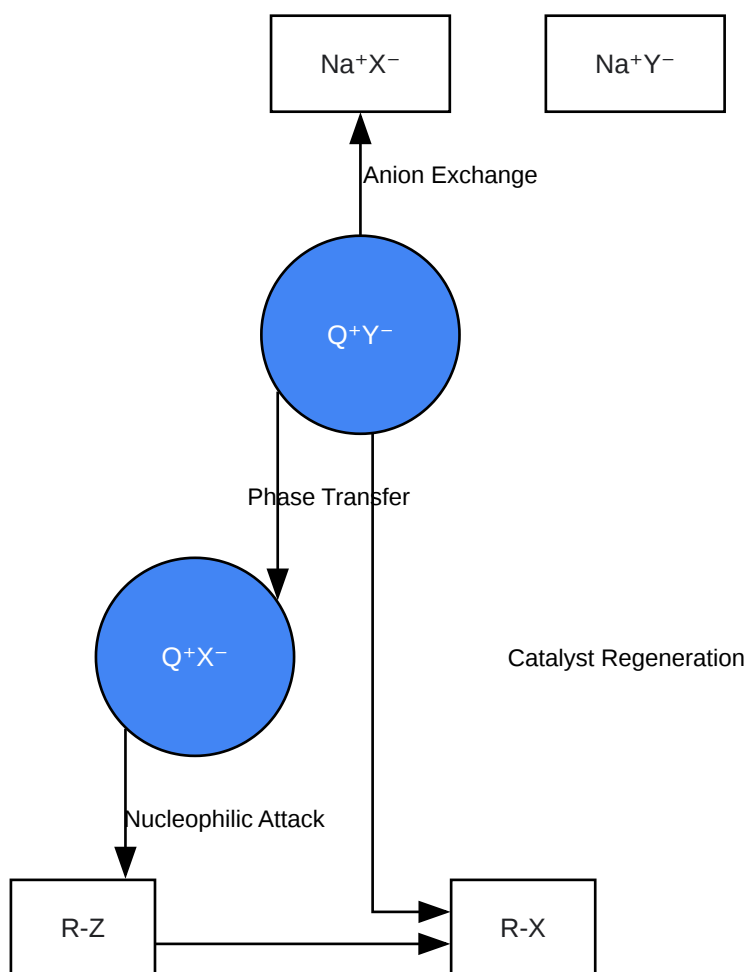 Na⁺X⁻
Na⁺Y⁻
Anion Exchange
Q⁺Y⁻
Phase Transfer
Q⁺X⁻
Catalyst Regeneration
Nucleophilic Attack
R-Z
R-X